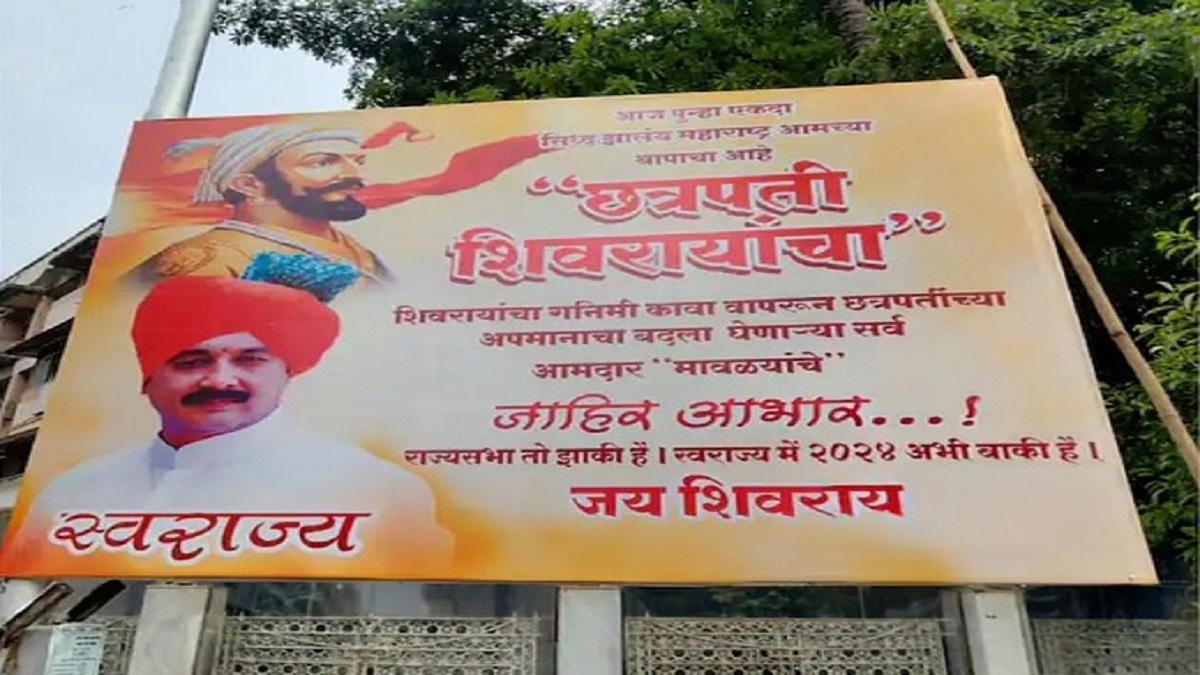 आज पुन्हा एकदा
सिध्द झालंय महाराष्ट्र आमच्या
बापाचा आहे
“छत्रपती
शिवरायांचा”
शिवरायांचा गनिमी कावा वापरून छत्रपतींच्या
अपमानाचा बदला घेणाऱ्या सर्व
आमदार "मावळयांचे"
जाहिर आभार...!
राज्यसभा तो झाकी है । स्वराज्य में २०२४ अभी बाकी हैं ।
जय शिवराय
स्वराज्य